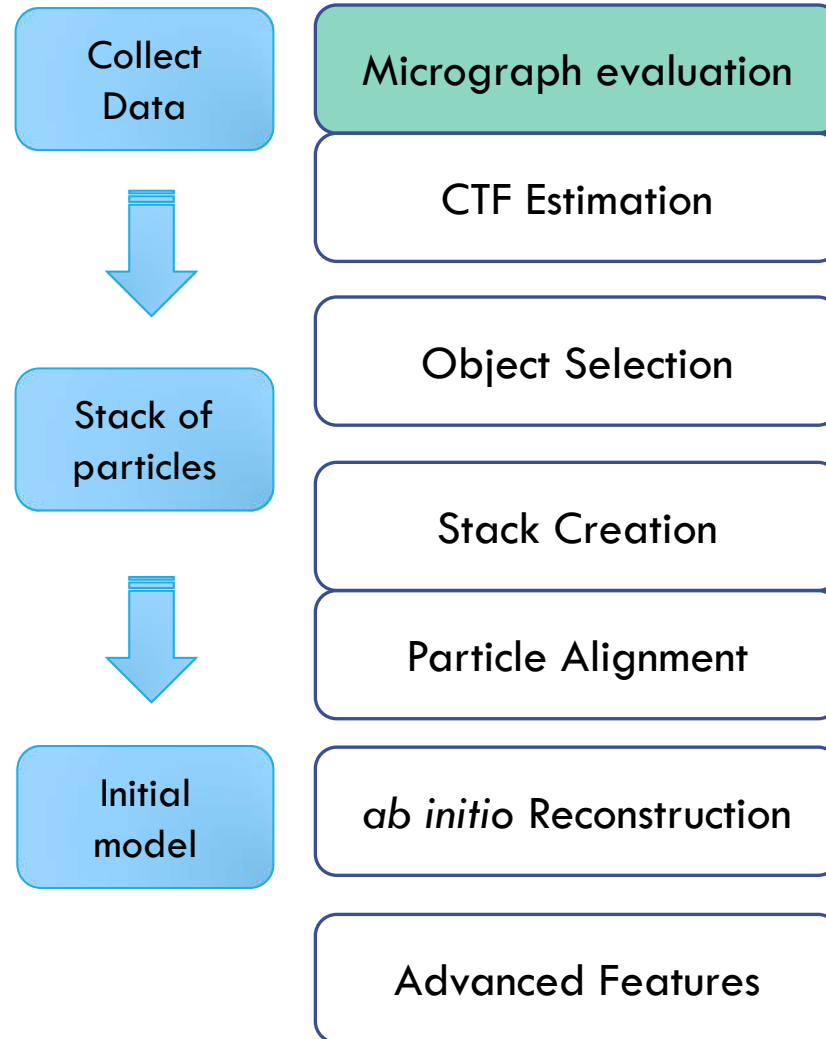 Collect
Data
Micrograph evaluation
CTF Estimation
Object Selection
Stack of
particles
Stack Creation
Particle Alignment
Initial
model
ab initio Reconstruction
Advanced Features